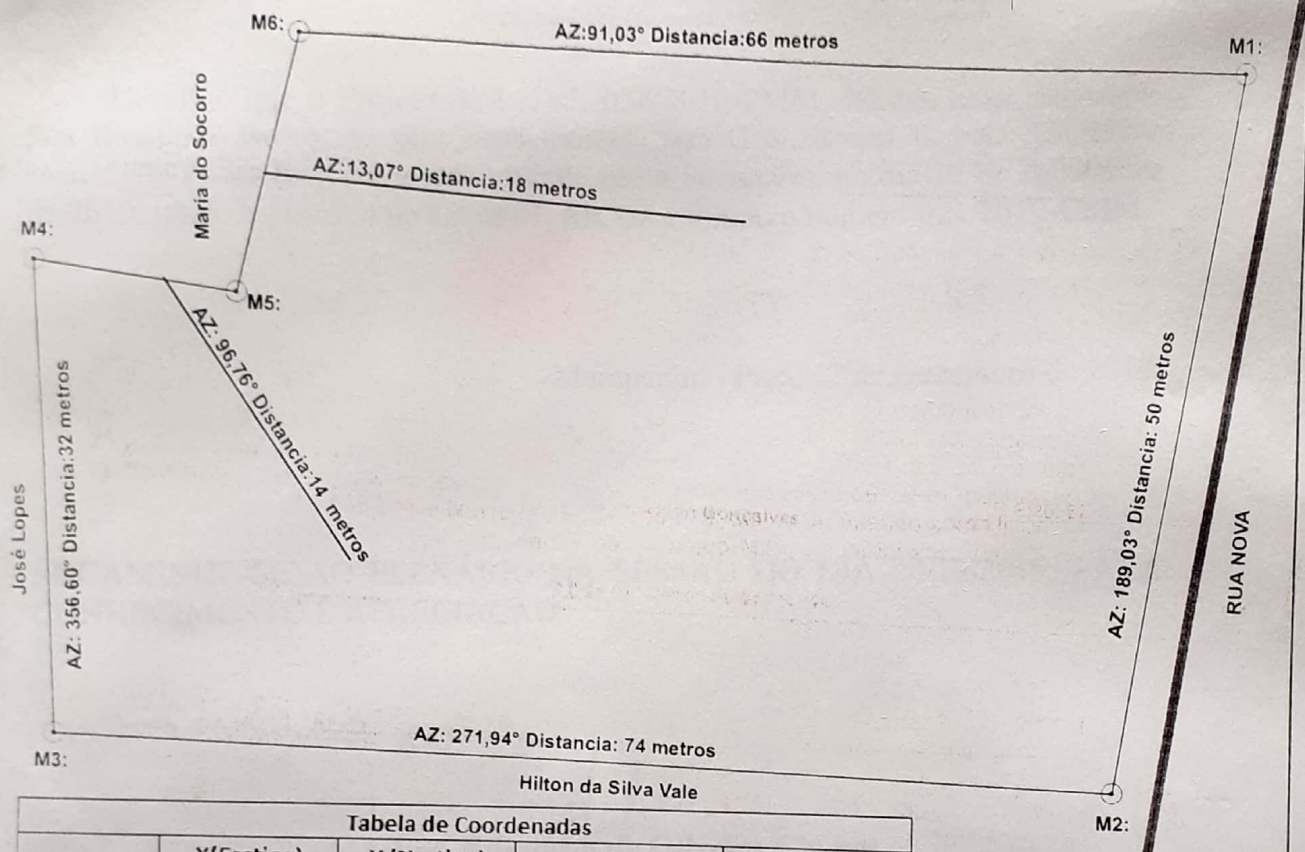 M6:
AZ:91,03° Distancia:66 metros
M1:
Maria do Socorro
AZ:13,07° Distancia:18 metros
M4:
M5:
AZ: 96,76° Distancia:14 metros
José Lopes
AZ: 356,60° Distancia:32 metros
AZ: 189,03° Distancia: 50 metros
RUA NOVA
AZ: 271,94° Distancia: 74 metros
M3:
Hilton da Silva Vale
M2:
Tabela de Coordenadas